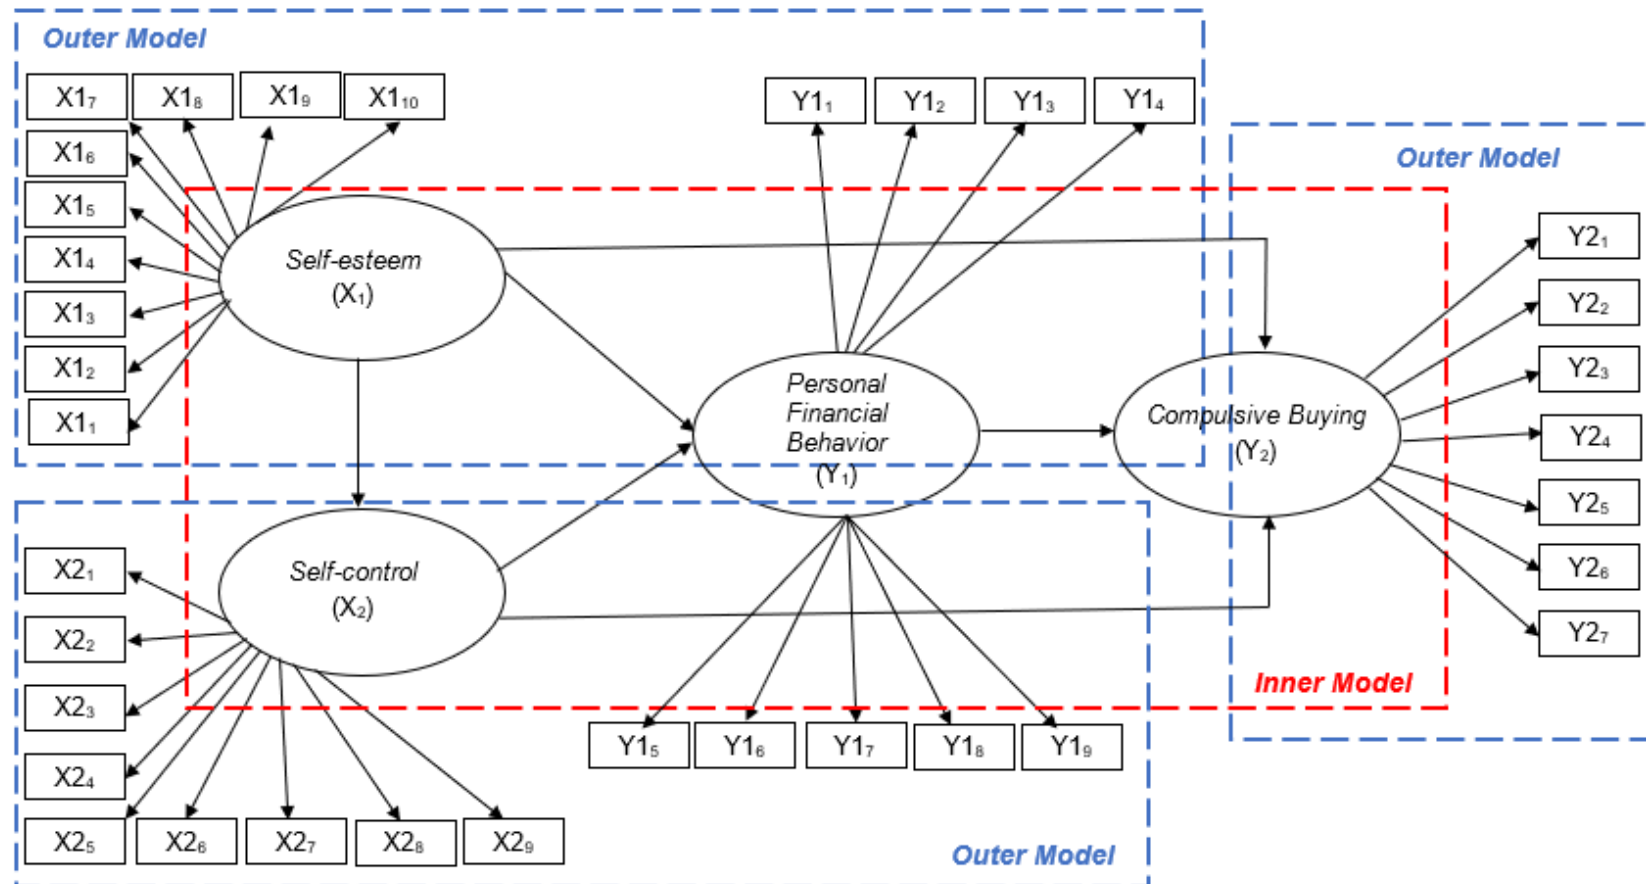 Outer Model
X1₇ X1₈ X1₉ X1₁₀
Y1₁ Y1₂ Y1₃ Y1₄
X1₆
Outer Model
X1₅
Y2₁
X1₄
Self-esteem
(X₁)
X1₃
Y2₂
X1₂
Y2₃
X1₁
Personal
Financial
Behavior
(Y₁)
Compulsive Buying
(Y₂)
Y2₄
Y2₅
X2₁
Self-control
(X₂)
Y2₆
X2₂
Y2₇
X2₃
Inner Model
Y1₅ Y1₆ Y1₇ Y1₈ Y1₉
X2₄
X2₅ X2₆ X2₇ X2₈ X2₉
Outer Model